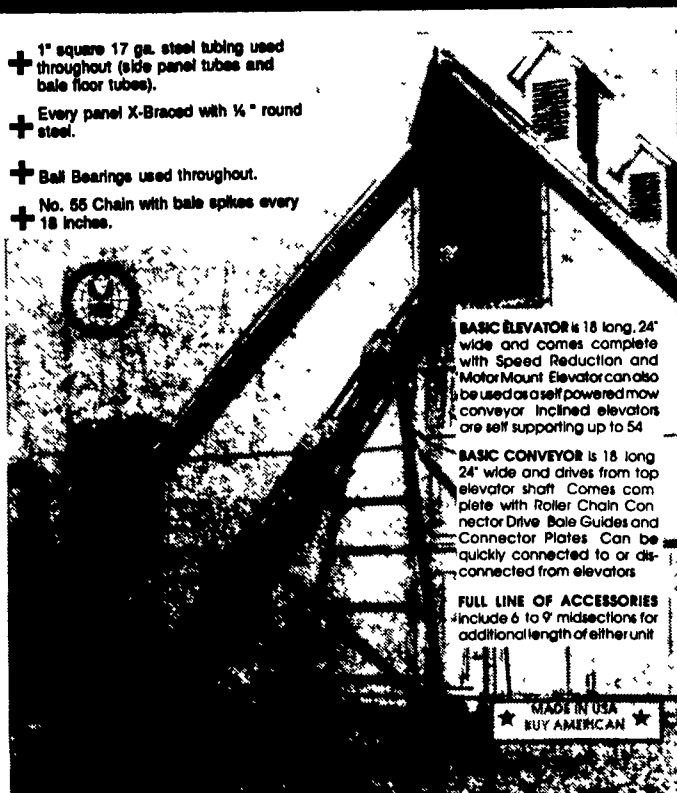 1" square 17 ga. steel tubing used
throughout (side panel tubes and
bale floor tubes).
Every panel X-Braced with ⅛" round
steel.
Ball Bearings used throughout.
No. 55 Chain with bale spikes every
18 inches.
BASIC ELEVATOR is 18 long, 24"
wide and comes complete
with Speed Reduction and
Motor Mount Elevator can also
be used as a self powered mow
conveyor Inclined elevators
are self supporting up to 54
BASIC CONVEYOR is 18 long
24" wide and drives from top
elevator shaft Comes com
plete with Roller Chain Con
nector Drive Bale Guides and
Connector Plates Can be
quickly connected to or dis-
connected from elevators
FULL LINE OF ACCESSORIES
include 6 to 9' midsections for
additional length of either unit
MADE IN USA
BUY AMERICAN